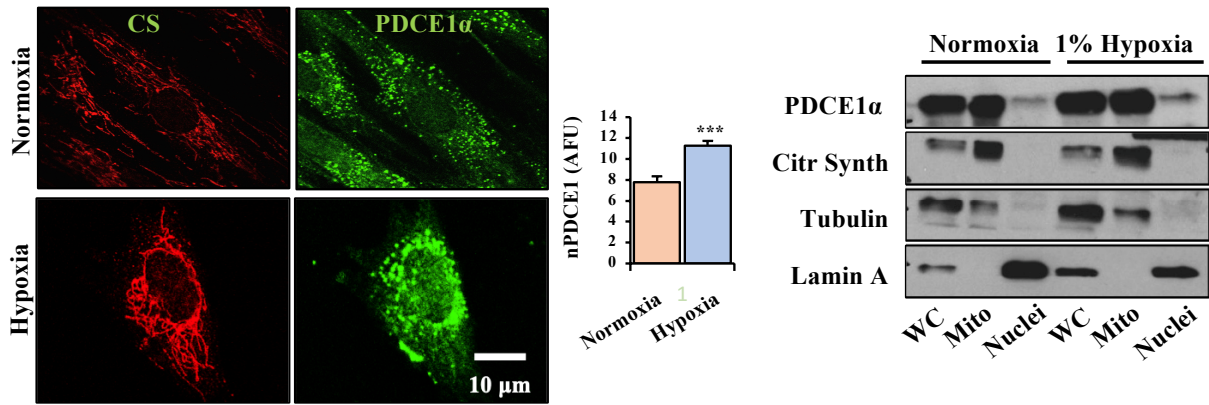 CS
PDCE1α
Normoxia
Hypoxia
10 µm
nPDCE1 (AFU)
14
12
10
8
6
4
2
0
***
1
Normoxia
Hypoxia
Normoxia 1% Hypoxia
PDCE1α
Citr Synth
Tubulin
Lamin A
WC Mito Nuclei WC Mito Nuclei